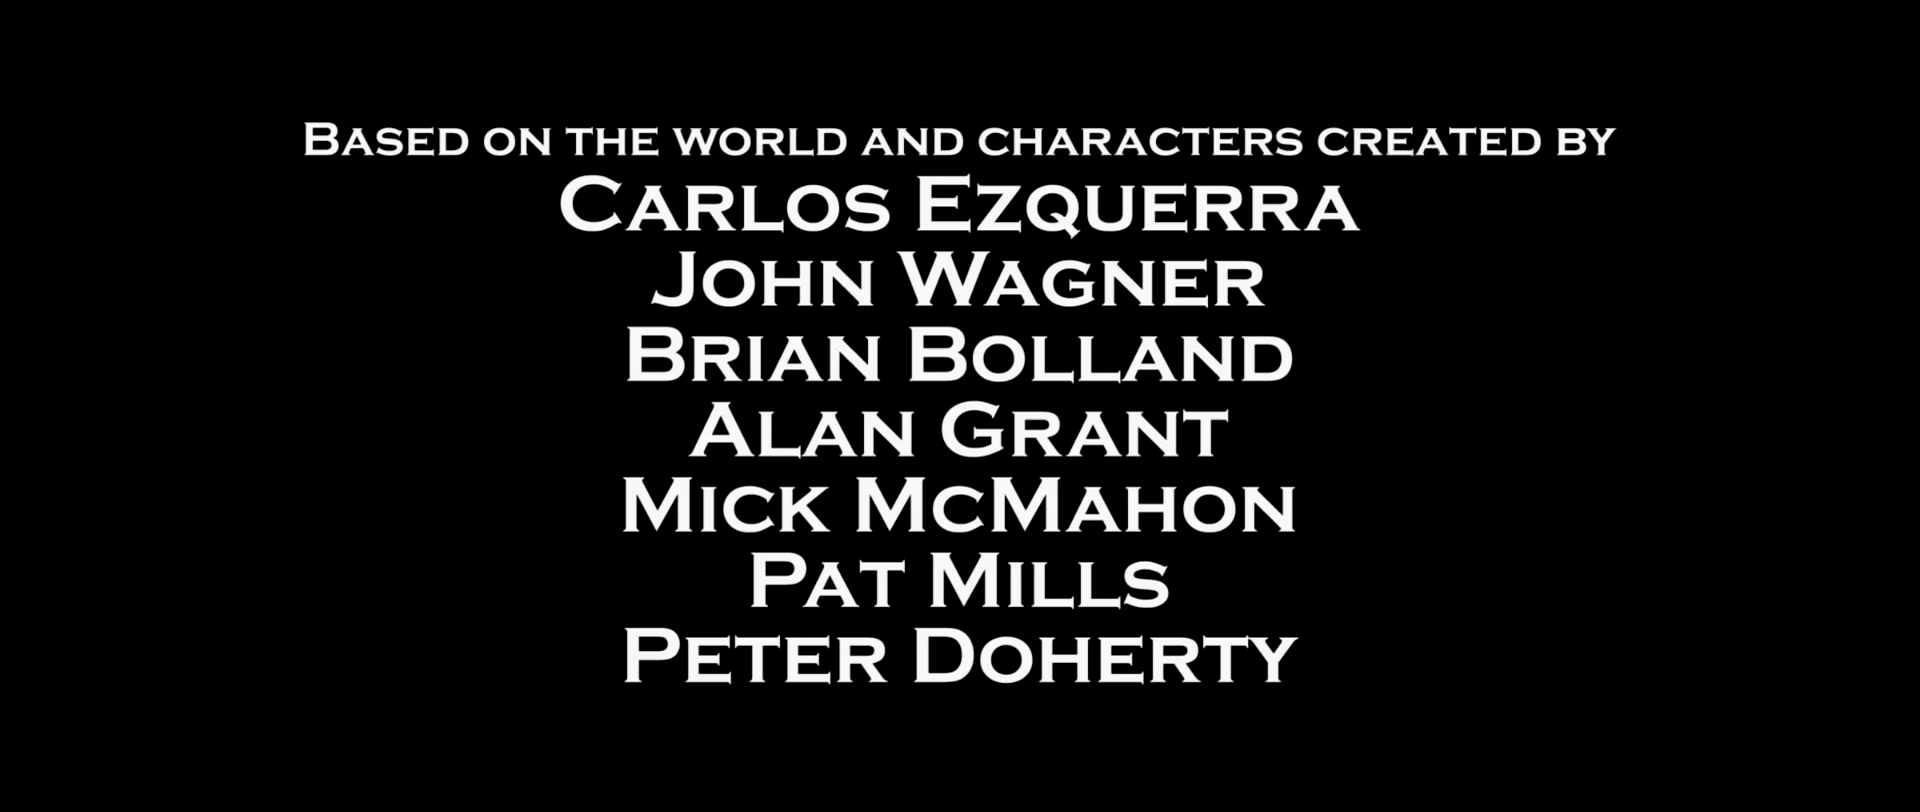 Based on the world and characters created by
Carlos Ezquerra
John Wagner
Brian Bolland
Alan Grant
Mick McMahon
Pat Mills
Peter Doherty